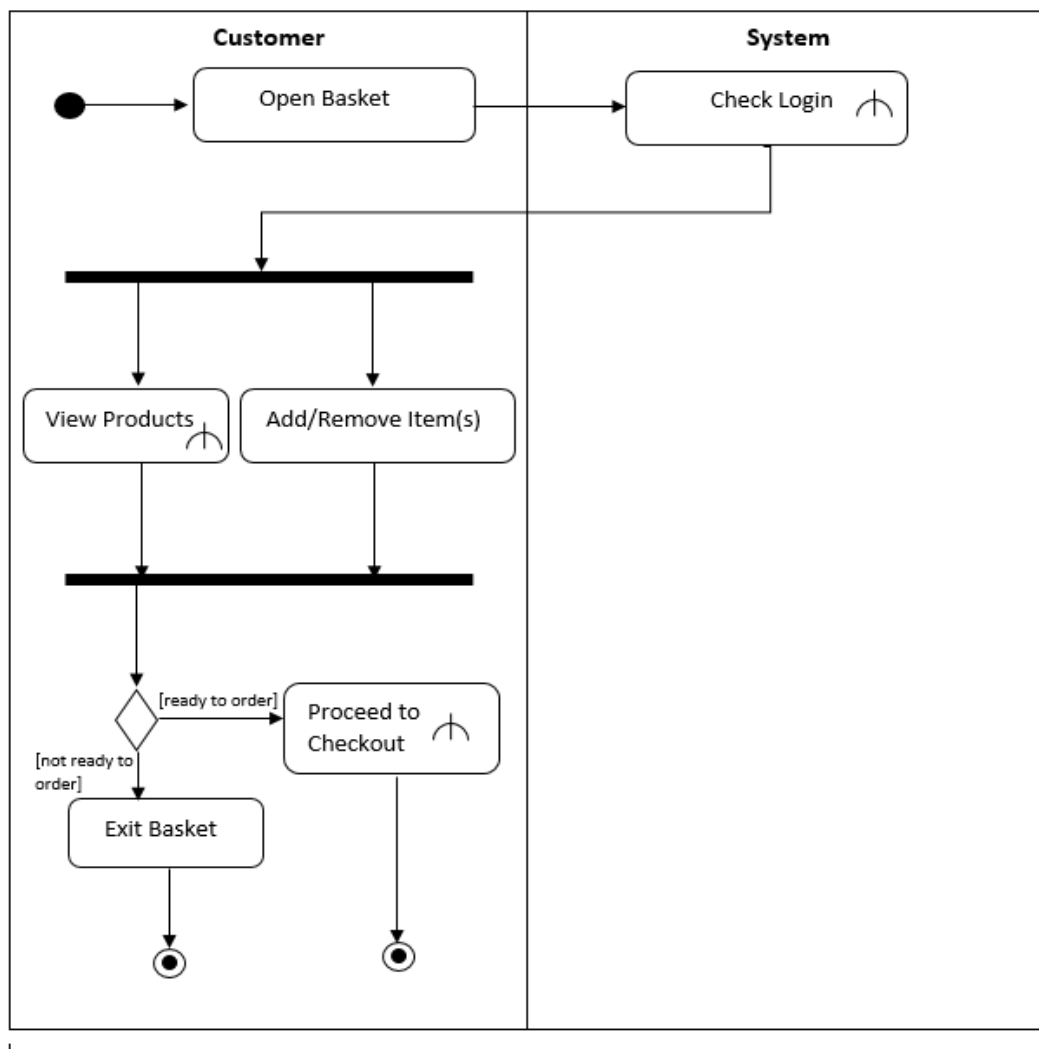 Customer
System
Open Basket
Check Login
View Products
Add/Remove Item(s)
[ready to order]
Proceed to
Checkout
[not ready to
order]
Exit Basket